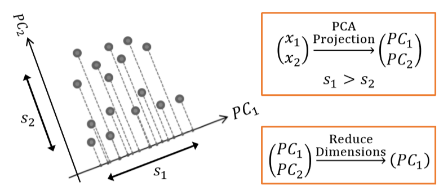 PC₂
PC₁
s₂
s₁
PCA
Projection
(x₁ x₂) → (PC₁ PC₂)
s₁ > s₂
Reduce
Dimensions
(PC₁ PC₂) → (PC₁)